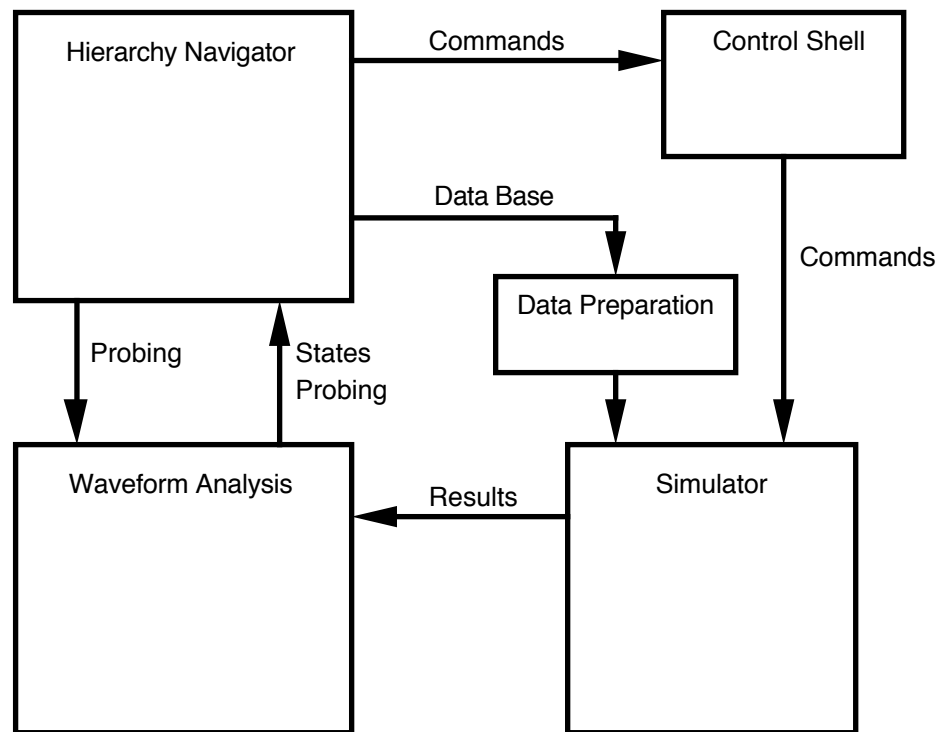 Hierarchy Navigator
Commands
Control Shell
Data Base
Commands
Data Preparation
Probing
States
Probing
Waveform Analysis
Results
Simulator